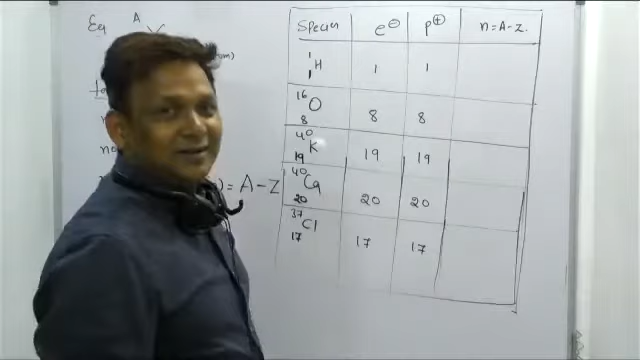 Eq A
X
Species e⊖ p⊕ n=A-Z.
1
1 H 1 1
16
8 O 8 8
40
19 K 19 19
) = A - Z
40
20 Ca 20 20
37
17 Cl 17 17